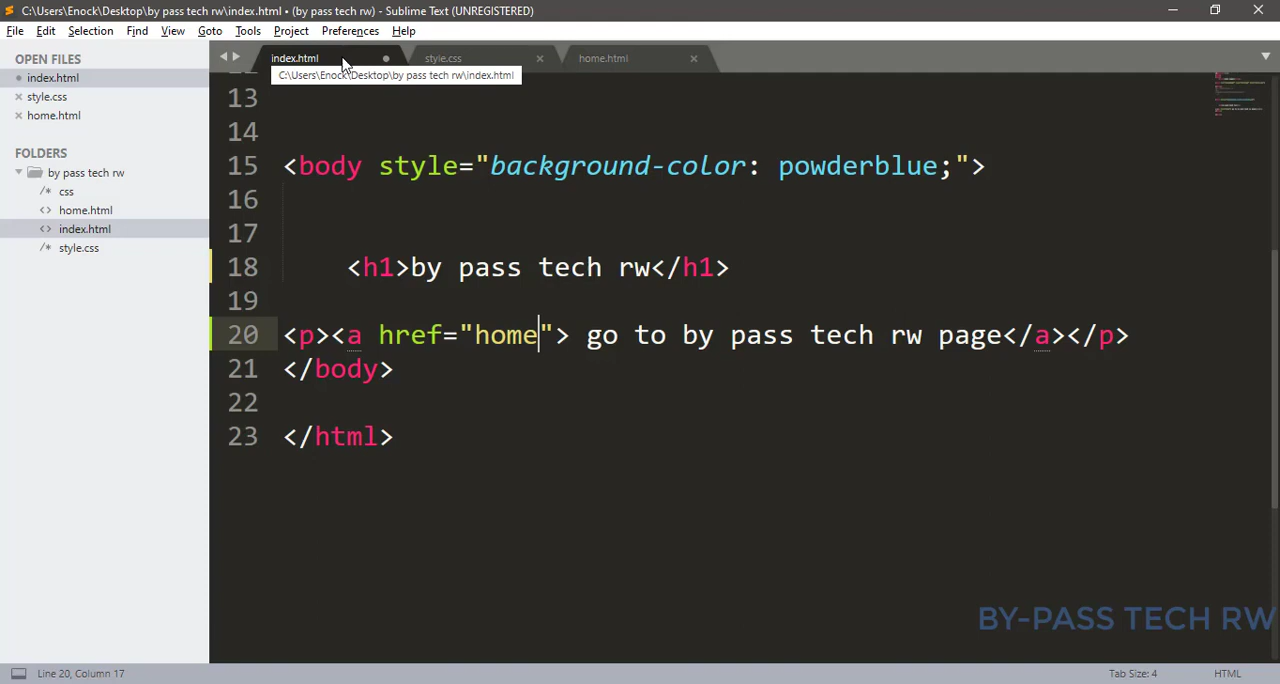 C:\Users\Enock\Desktop\by pass tech rw\index.html • (by pass tech rw) - Sublime Text (UNREGISTERED)
File Edit Selection Find View Goto Tools Project Preferences Help
OPEN FILES
index.html
style.css
home.html
FOLDERS
by pass tech rw
css
home.html
index.html
style.css
index.html style.css home.html
C:\Users\Enock\Desktop\by pass tech rw\index.html
13
14
15 <body style="background-color: powderblue;">
16
17
18 <h1>by pass tech rw</h1>
19
20 <p><a href="home"> go to by pass tech rw page</a></p>
21 </body>
22
23 </html>
BY-PASS TECH RW
Line 20, Column 17 Tab Size: 4 HTML